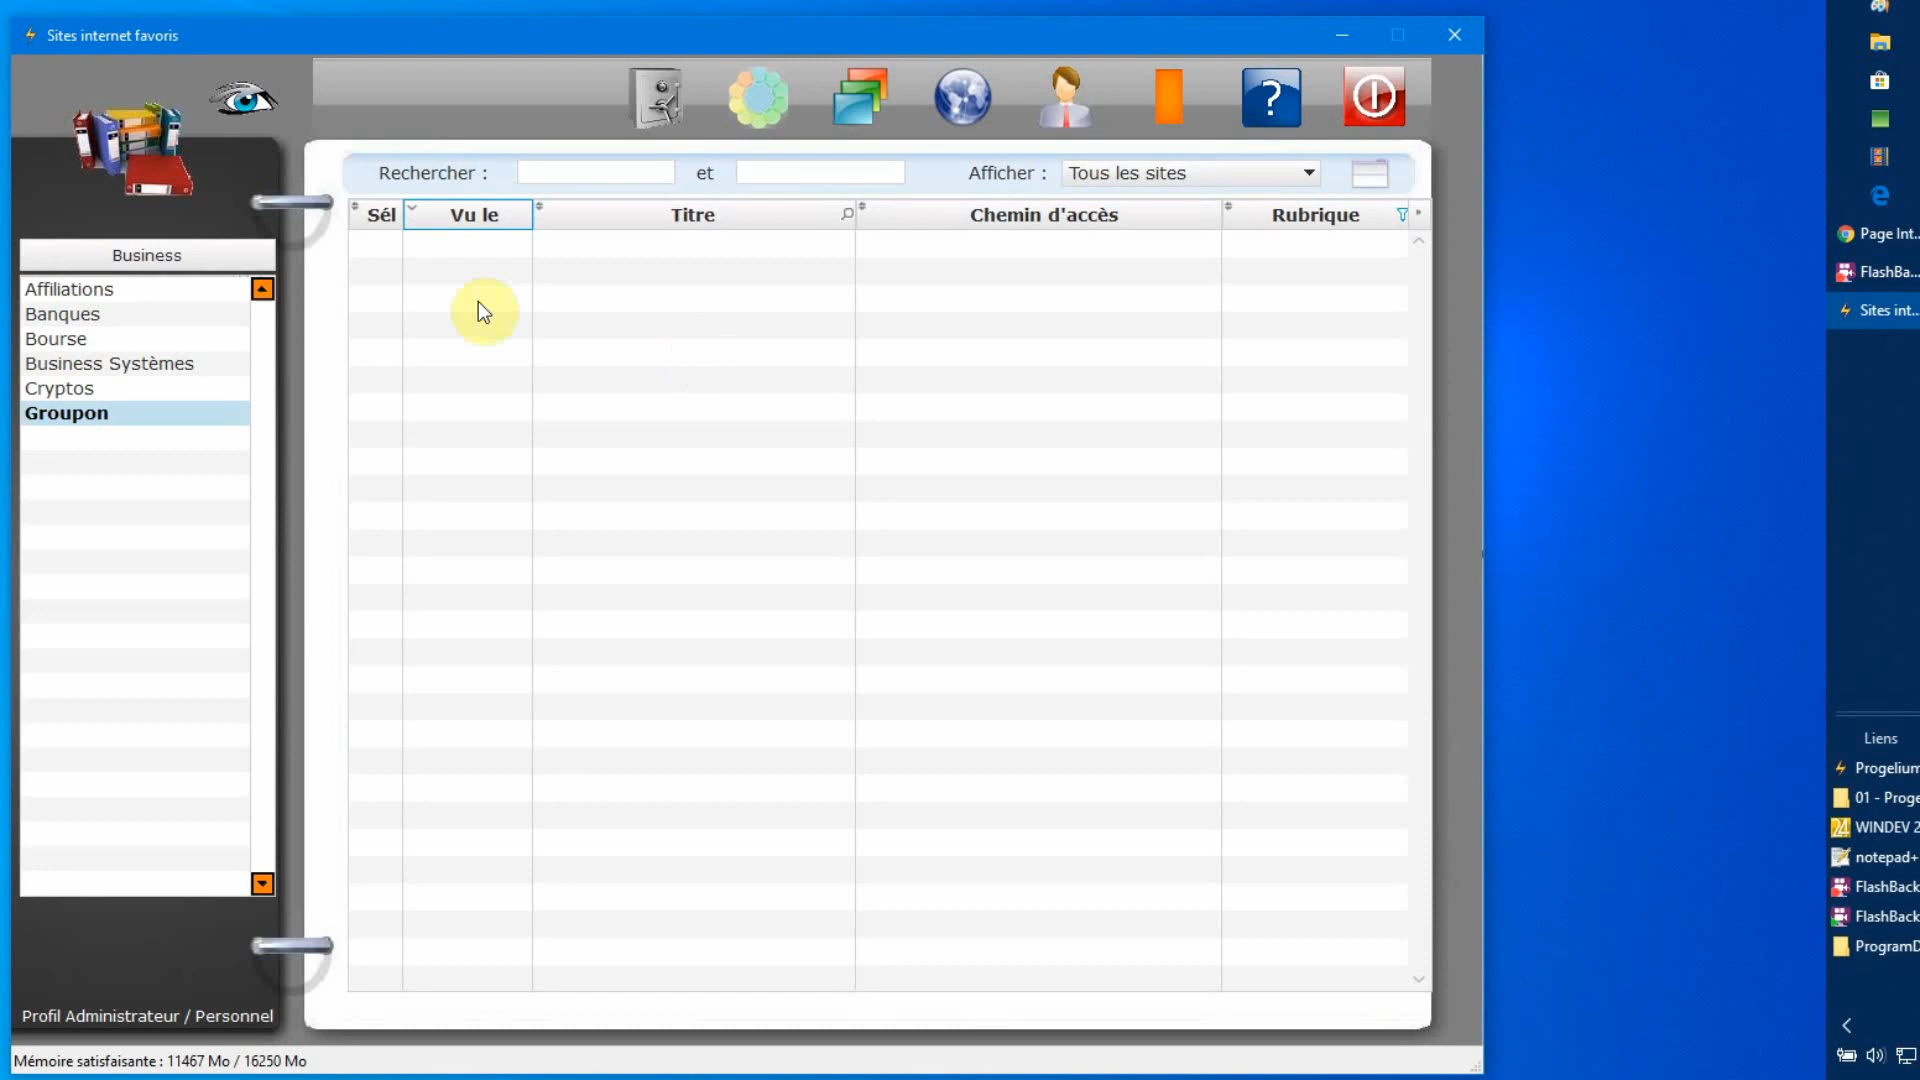 Sites internet favoris
Rechercher : et Afficher : Tous les sites
Sél Vu le Titre Chemin d'accès Rubrique
Business
Affiliations
Banques
Bourse
Business Systèmes
Cryptos
Groupon
Profil Administrateur / Personnel
Mémoire satisfaisante : 11467 Mo / 16250 Mo
Page Int...
FlashBa...
Sites int...
Liens
Progelium
01 - Proge
24 WINDEV 2
notepad+
FlashBack
FlashBack
ProgramD